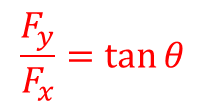 F_y/F_x = tan θ